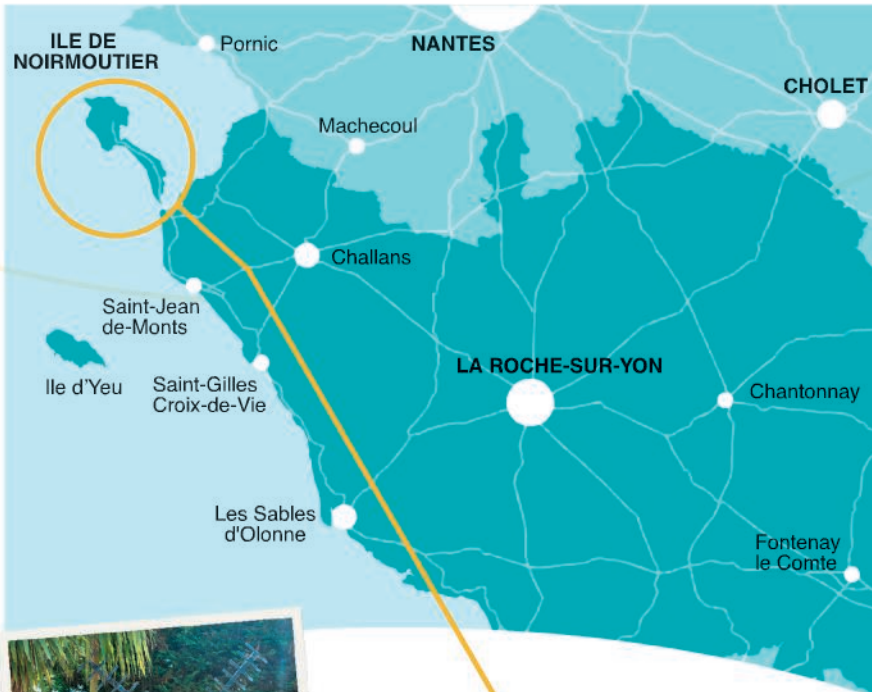 ILE DE
NOIRMOUTIER
Pornic
NANTES
CHOLET
Machecoul
Challans
Saint-Jean
de-Monts
Ile d'Yeu
Saint-Gilles
Croix-de-Vie
LA ROCHE-SUR-YON
Chantonnay
Les Sables
d'Olonne
Fontenay
le Comte